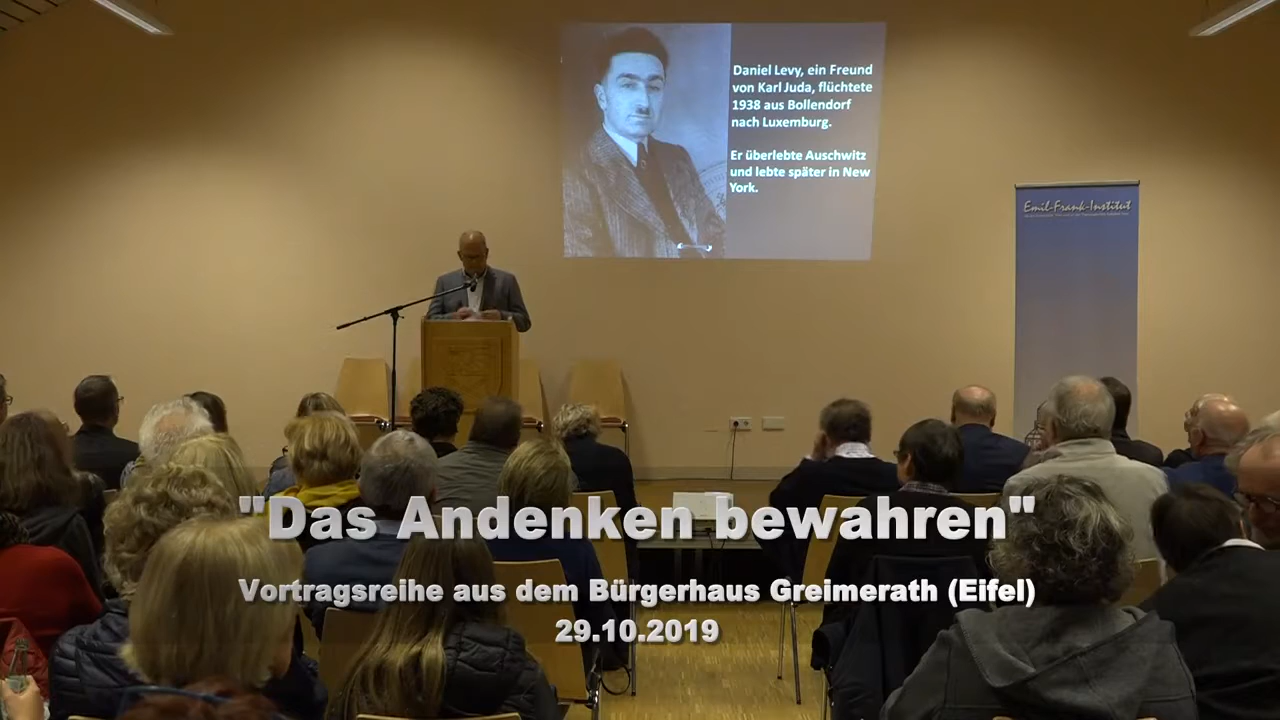 Daniel Levy, ein Freund
von Karl Juda, flüchtete
1938 aus Bollendorf
nach Luxemburg.
Er überlebte Auschwitz
und lebte später in New
York.
Emil-Frank-Institut
"Das Andenken bewahren"
Vortragsreihe aus dem Bürgerhaus Greimerath (Eifel)
29.10.2019